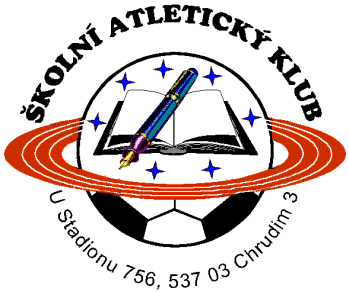 ŠKOLNÍ ATLETICKÝ KLUB
U Stadionu 756, 537 03 Chrudim 3